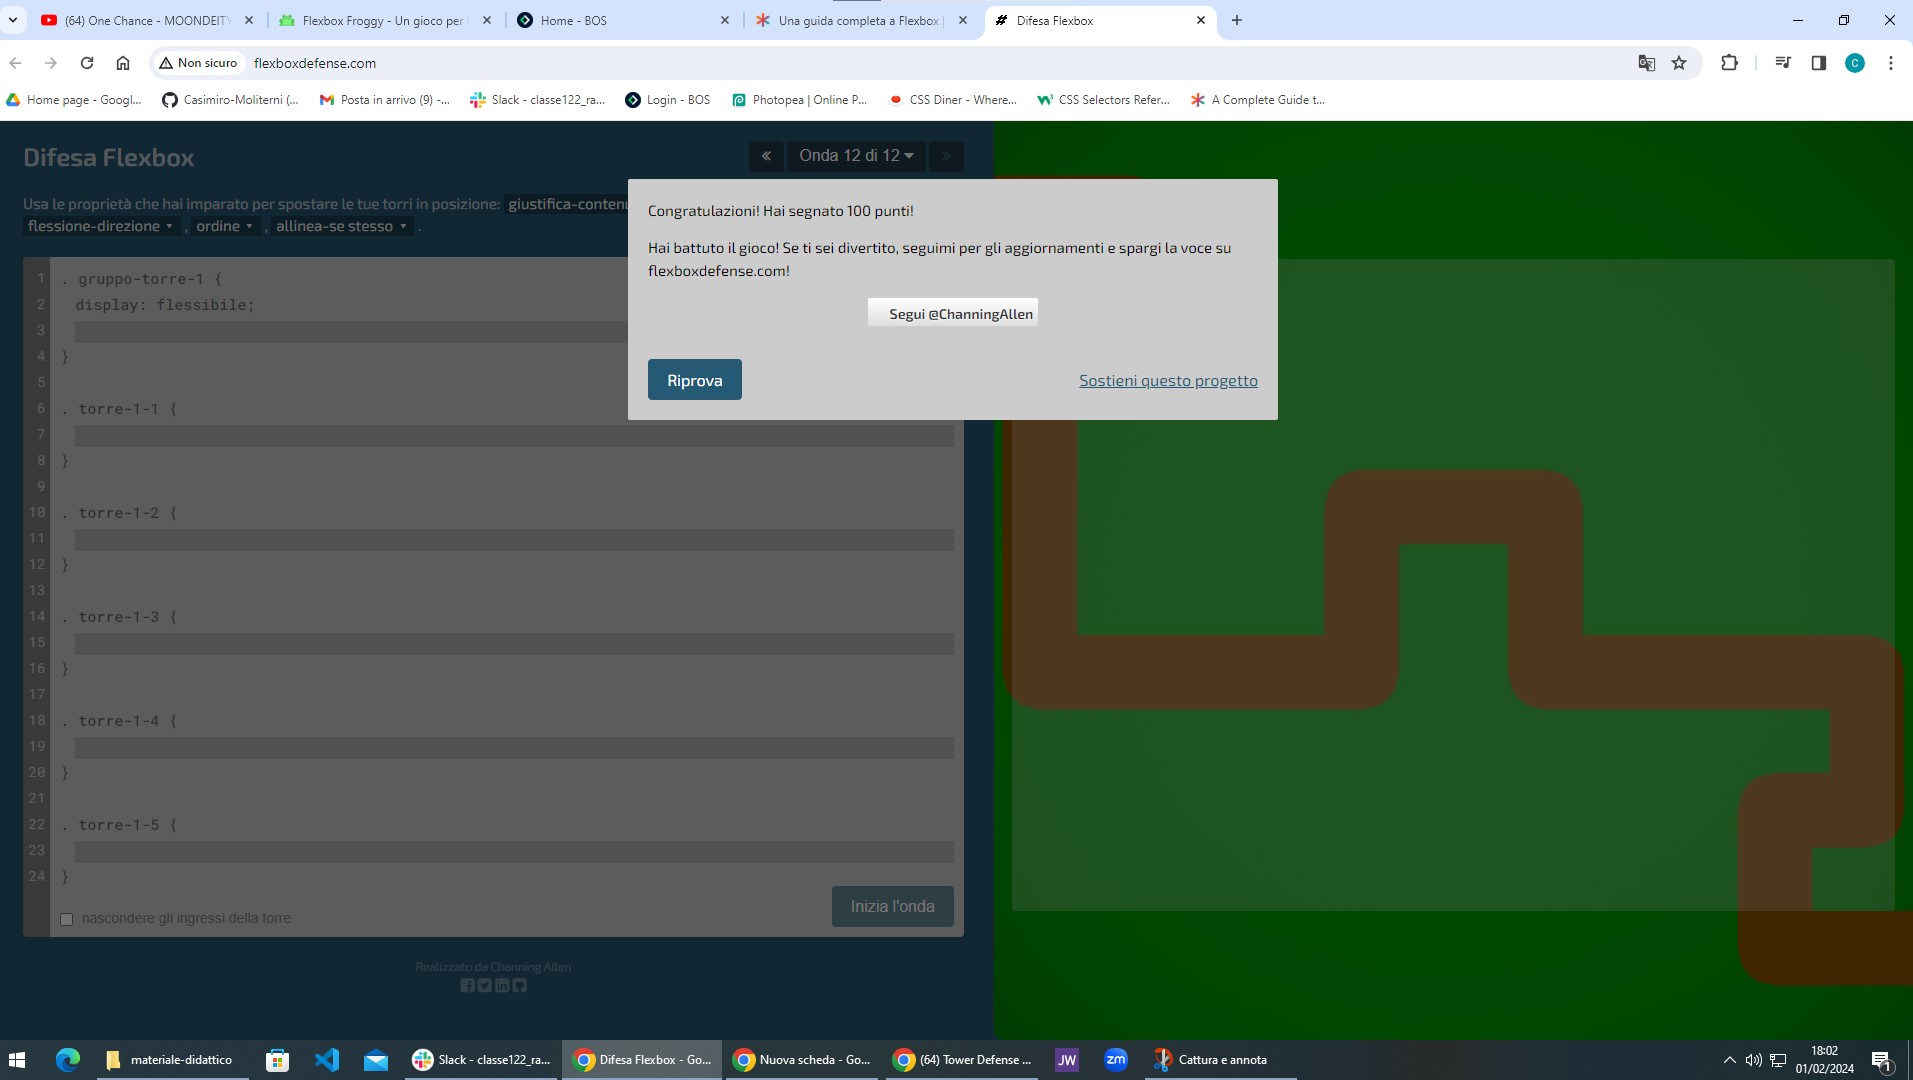 (64) One Chance - MOONDEITY
Flexbox Froggy - Un gioco per
Home - BOS
Una guida completa a Flexbox |
Difesa Flexbox
Non sicuro
flexboxdefense.com
C
Home page - Googl...
Casimiro-Moliterni (...
Posta in arrivo (9) -...
Slack - classe122_ra...
Login - BOS
Photopea | Online P...
CSS Diner - Where...
CSS Selectors Refer...
A Complete Guide t...
Difesa Flexbox
« Onda 12 di 12 »
Usa le proprietà che hai imparato per spostare le tue torri in posizione: giustifica-contenu
flessione-direzione , ordine , allinea-se stesso .
Congratulazioni! Hai segnato 100 punti!
Hai battuto il gioco! Se ti sei divertito, seguimi per gli aggiornamenti e spargi la voce su
flexboxdefense.com!
Segui @ChanningAllen
Riprova
Sostieni questo progetto
1 . gruppo-torre-1 {
2 display: flessibile;
3
4 }
5
6 . torre-1-1 {
7
8 }
9
10 . torre-1-2 {
11
12 }
13
14 . torre-1-3 {
15
16 }
17
18 . torre-1-4 {
19
20 }
21
22 . torre-1-5 {
23
24 }
nascondere gli ingressi della torre
Inizia l'onda
Realizzato da Channing Allen
materiale-didattico
Slack - classe122_ra...
Difesa Flexbox - Go...
Nuova scheda - Go...
(64) Tower Defense ...
JW
zm
Cattura e annota
18:02
01/02/2024
1